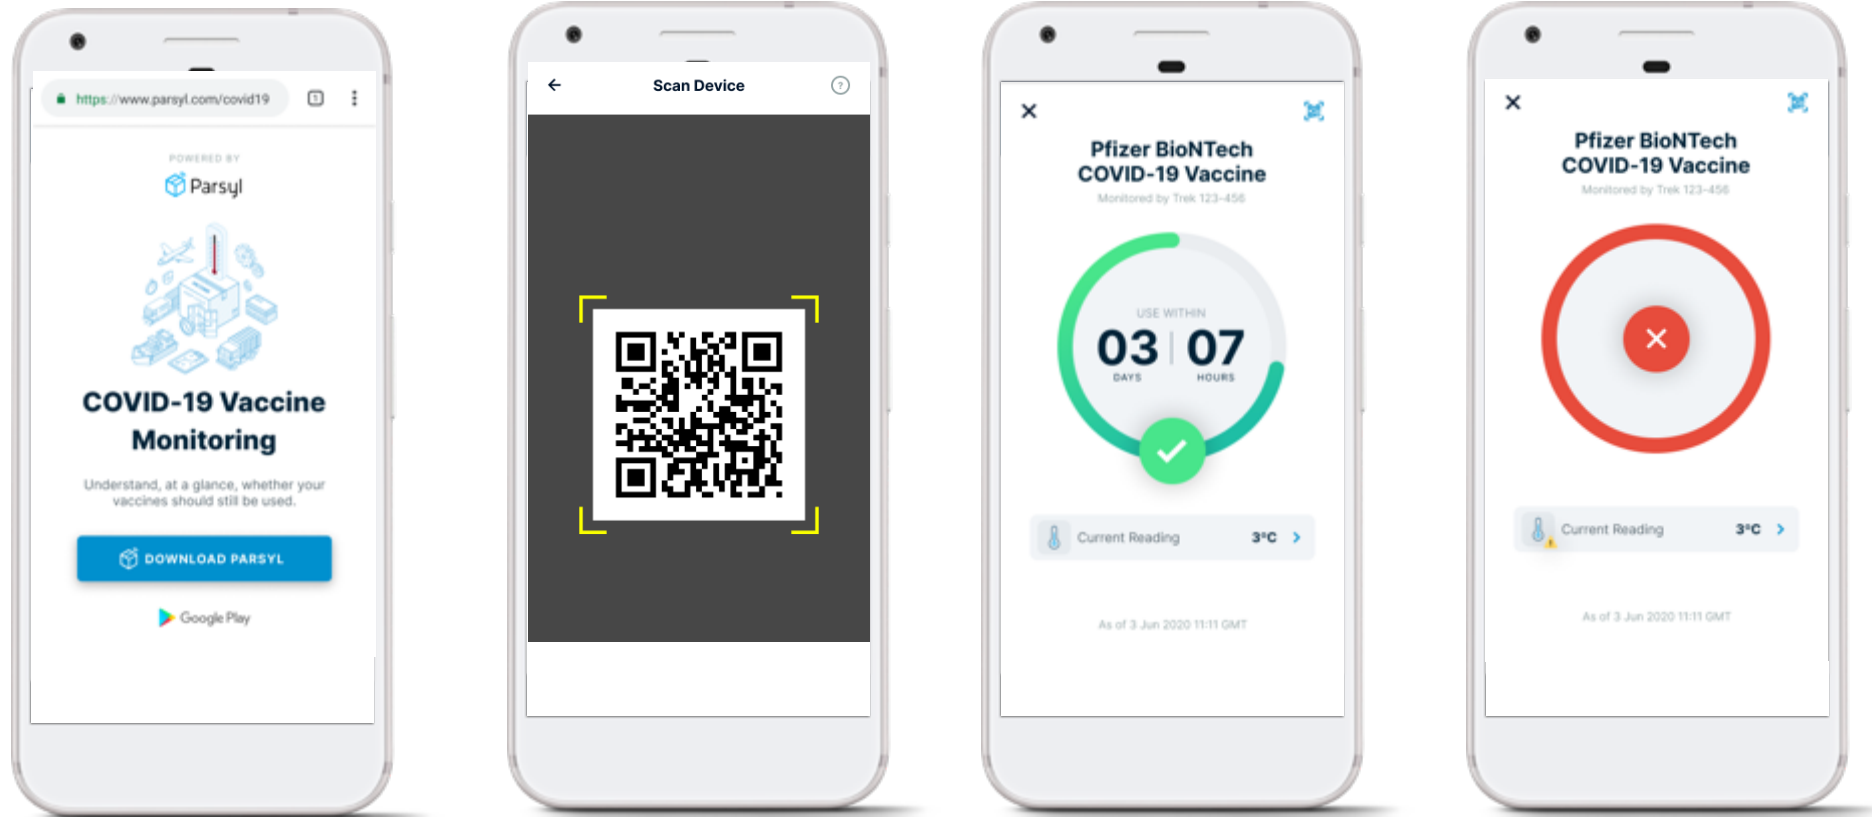 https://www.parsyl.com/covid19
1
POWERED BY
Parsyl
COVID-19 Vaccine
Monitoring
Understand, at a glance, whether your
vaccines should still be used.
DOWNLOAD PARSYL
Google Play
Scan Device
?
Pfizer BioNTech
COVID-19 Vaccine
Monitored by Trek 123-456
USE WITHIN
03 07
DAYS HOURS
Current Reading 3°C
As of 3 Jun 2020 11:11 GMT
Pfizer BioNTech
COVID-19 Vaccine
Monitored by Trek 123-456
Current Reading 3°C
As of 3 Jun 2020 11:11 GMT